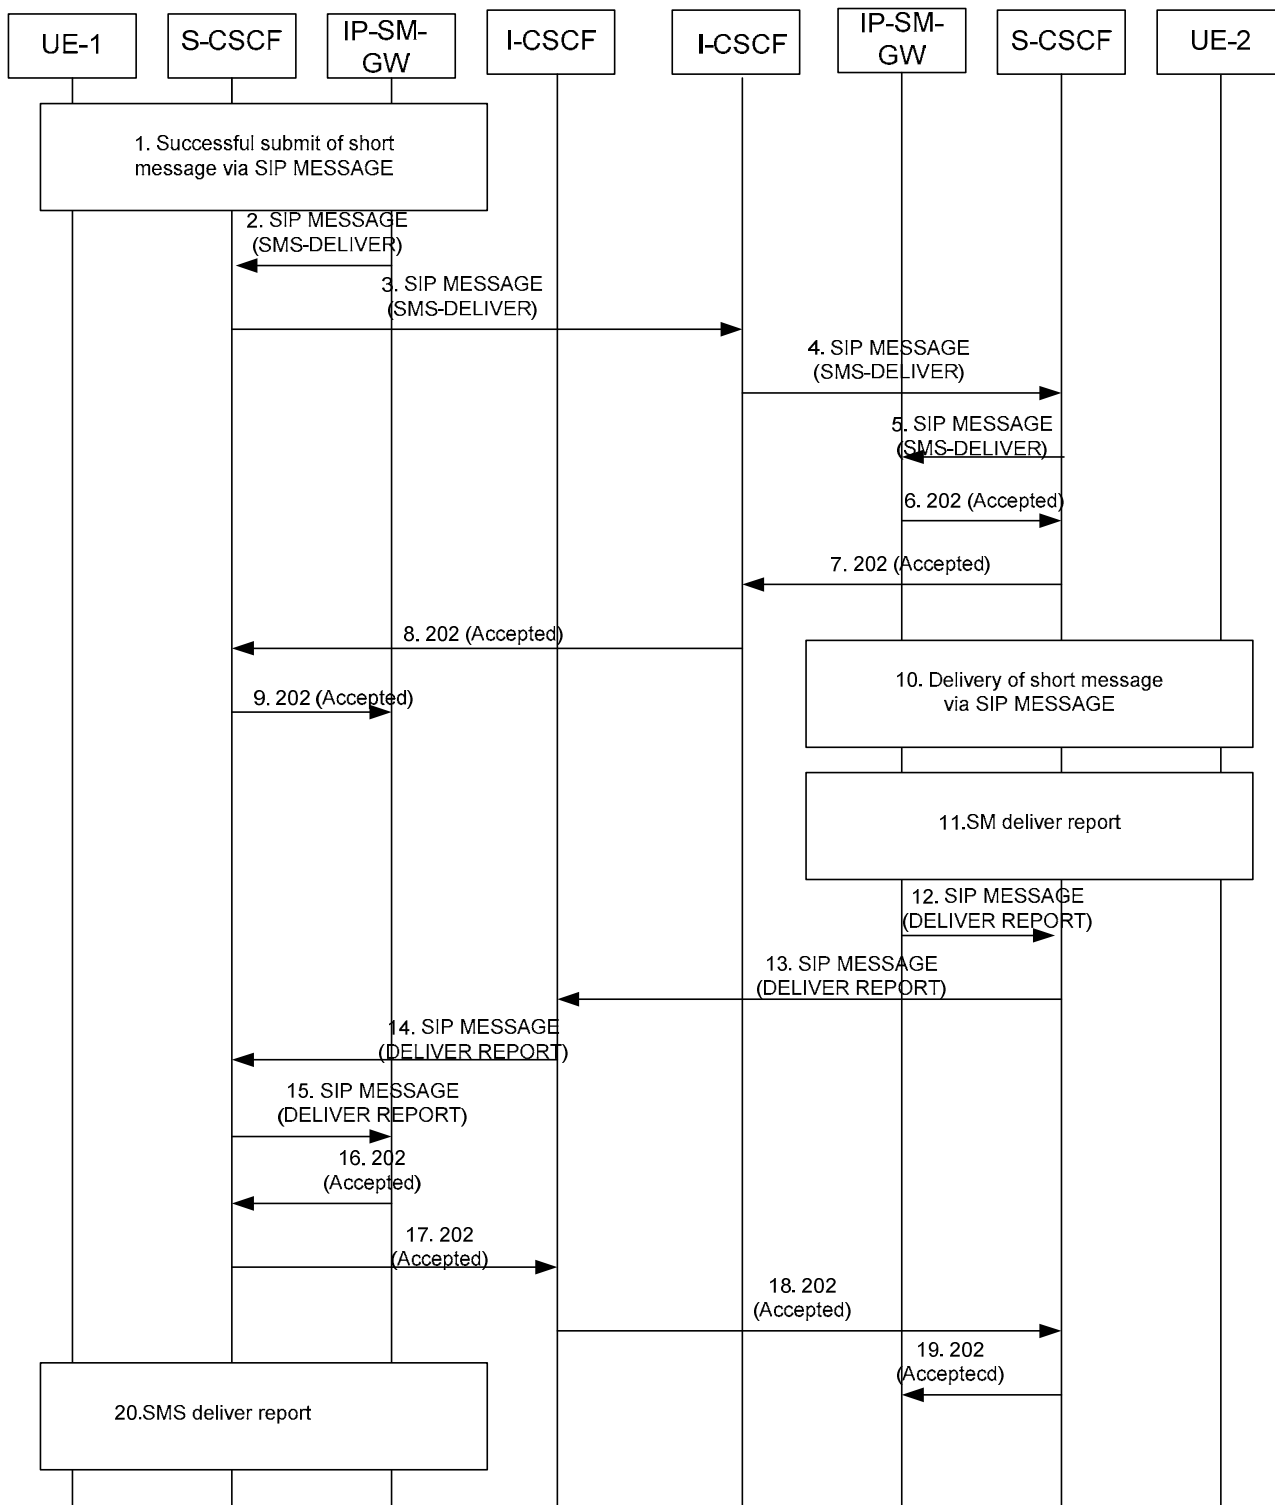 UE-1
S-CSCF
IP-SM-
GW
I-CSCF
I-CSCF
IP-SM-
GW
S-CSCF
UE-2
1. Successful submit of short
message via SIP MESSAGE
2. SIP MESSAGE
(SMS-DELIVER)
3. SIP MESSAGE
(SMS-DELIVER)
4. SIP MESSAGE
(SMS-DELIVER)
5. SIP MESSAGE
(SMS-DELIVER)
6. 202 (Accepted)
7. 202 (Accepted)
8. 202 (Accepted)
9. 202 (Accepted)
10. Delivery of short message
via SIP MESSAGE
11.SM deliver report
12. SIP MESSAGE
(DELIVER REPORT)
13. SIP MESSAGE
(DELIVER REPORT)
14. SIP MESSAGE
(DELIVER REPORT)
15. SIP MESSAGE
(DELIVER REPORT)
16. 202
(Accepted)
17. 202
(Accepted)
18. 202
(Accepted)
19. 202
(Acceptecd)
20.SMS deliver report